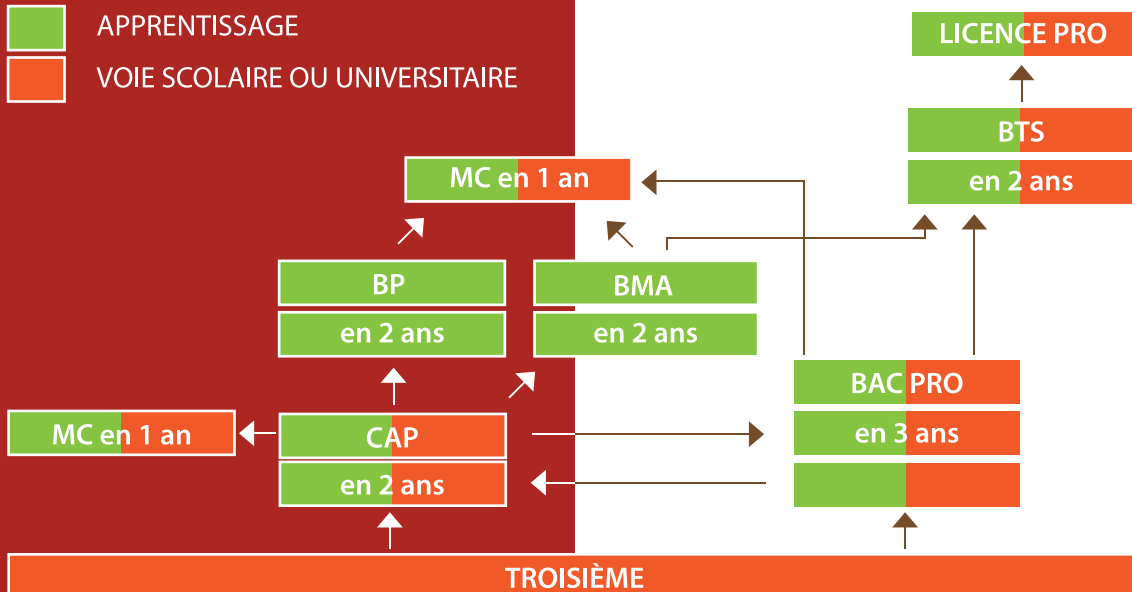 APPRENTISSAGE
VOIE SCOLAIRE OU UNIVERSITAIRE
LICENCE PRO
BTS
en 2 ans
MC en 1 an
BP
en 2 ans
BMA
en 2 ans
BAC PRO
en 3 ans
MC en 1 an
CAP
en 2 ans
TROISIÈME